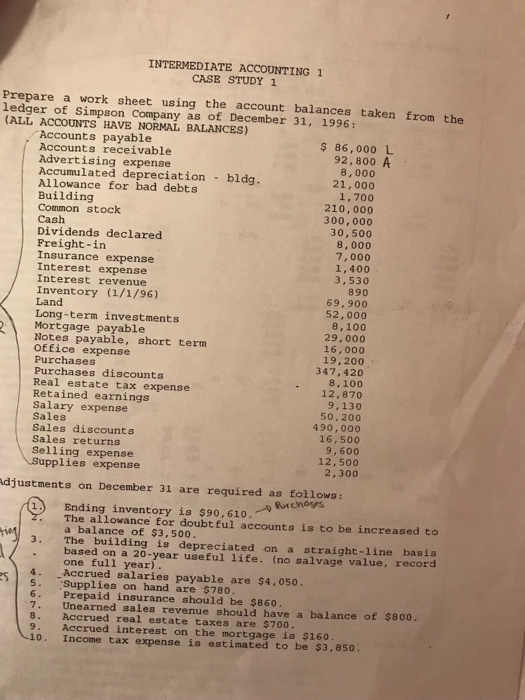 INTERMEDIATE ACCOUNTING 1
CASE STUDY 1
Prepare a work sheet using the account balances taken from the
ledger of Simpson Company as of December 31, 1996:
(ALL ACCOUNTS HAVE NORMAL BALANCES)
Accounts payable $ 86,000 L
Accounts receivable 92,800 A
Advertising expense 8,000
Accumulated depreciation - bldg. 21,000
Allowance for bad debts 1,700
Building 210,000
Common stock 300,000
Cash 30,500
Dividends declared 8,000
Freight-in 7,000
Insurance expense 1,400
Interest expense 3,530
Interest revenue 890
Inventory (1/1/96) 69,900
Land 52,000
Long-term investments 8,100
Mortgage payable 29,000
Notes payable, short term 16,000
Office expense 19,200
Purchases 347,420
Purchases discounts 8,100
Real estate tax expense 12,870
Retained earnings 9,130
Salary expense 50,200
Sales 490,000
Sales discounts 16,500
Sales returns 9,600
Selling expense 12,500
Supplies expense 2,300
Adjustments on December 31 are required as follows:
1. Ending inventory is $90,610. → Purchases
2. The allowance for doubtful accounts is to be increased to
a balance of $3,500.
3. The building is depreciated on a straight-line basis
based on a 20-year useful life. (no salvage value, record
one full year).
4. Accrued salaries payable are $4,050.
5. Supplies on hand are $780.
6. Prepaid insurance should be $860.
7. Unearned sales revenue should have a balance of $800.
8. Accrued real estate taxes are $700.
9. Accrued interest on the mortgage is $160.
10. Income tax expense is estimated to be $3,850.